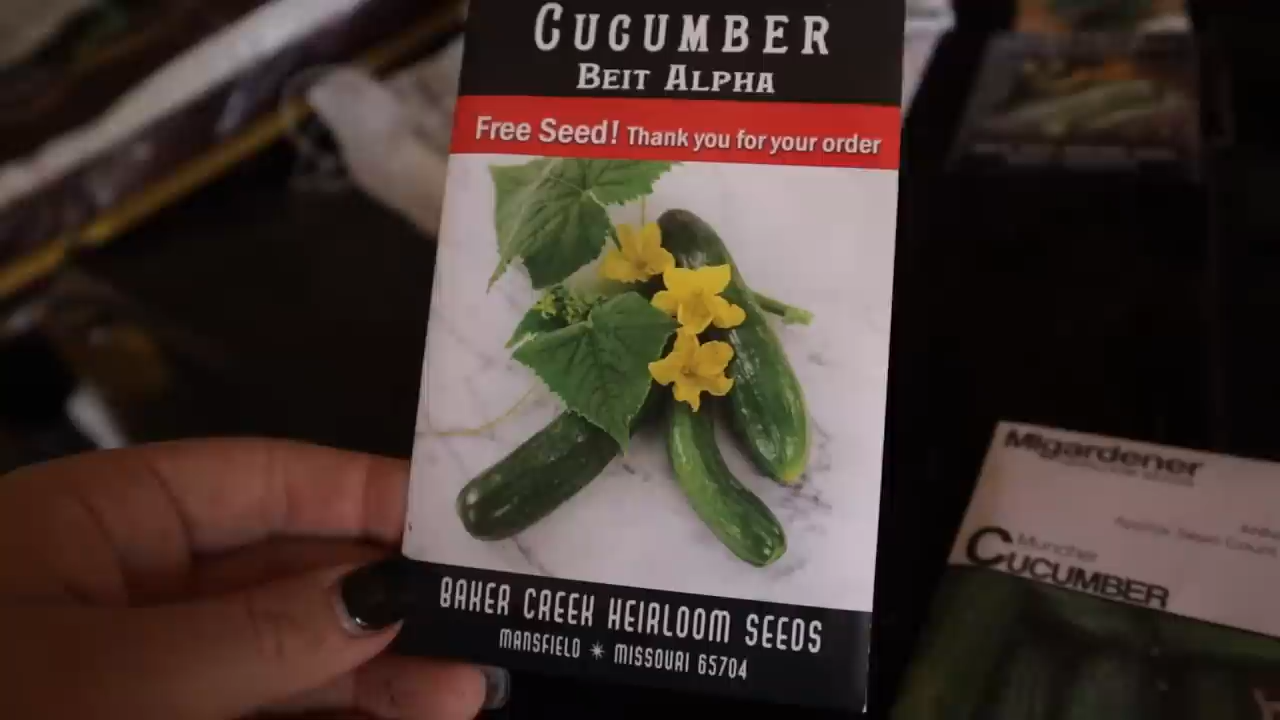 CUCUMBER
BEIT ALPHA
Free Seed! Thank you for your order
BAKER CREEK HEIRLOOM SEEDS
MANSFIELD ✷ MISSOURI 65704
MIgardener
Muncher
CUCUMBER